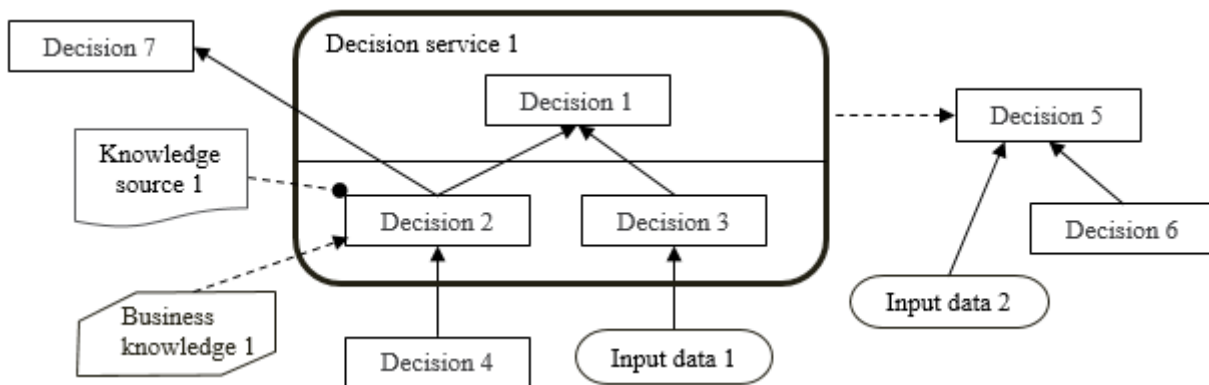 Decision 7
Decision service 1
Decision 1
Decision 5
Knowledge
source 1
Decision 2
Decision 3
Decision 6
Business
knowledge 1
Input data 2
Decision 4
Input data 1